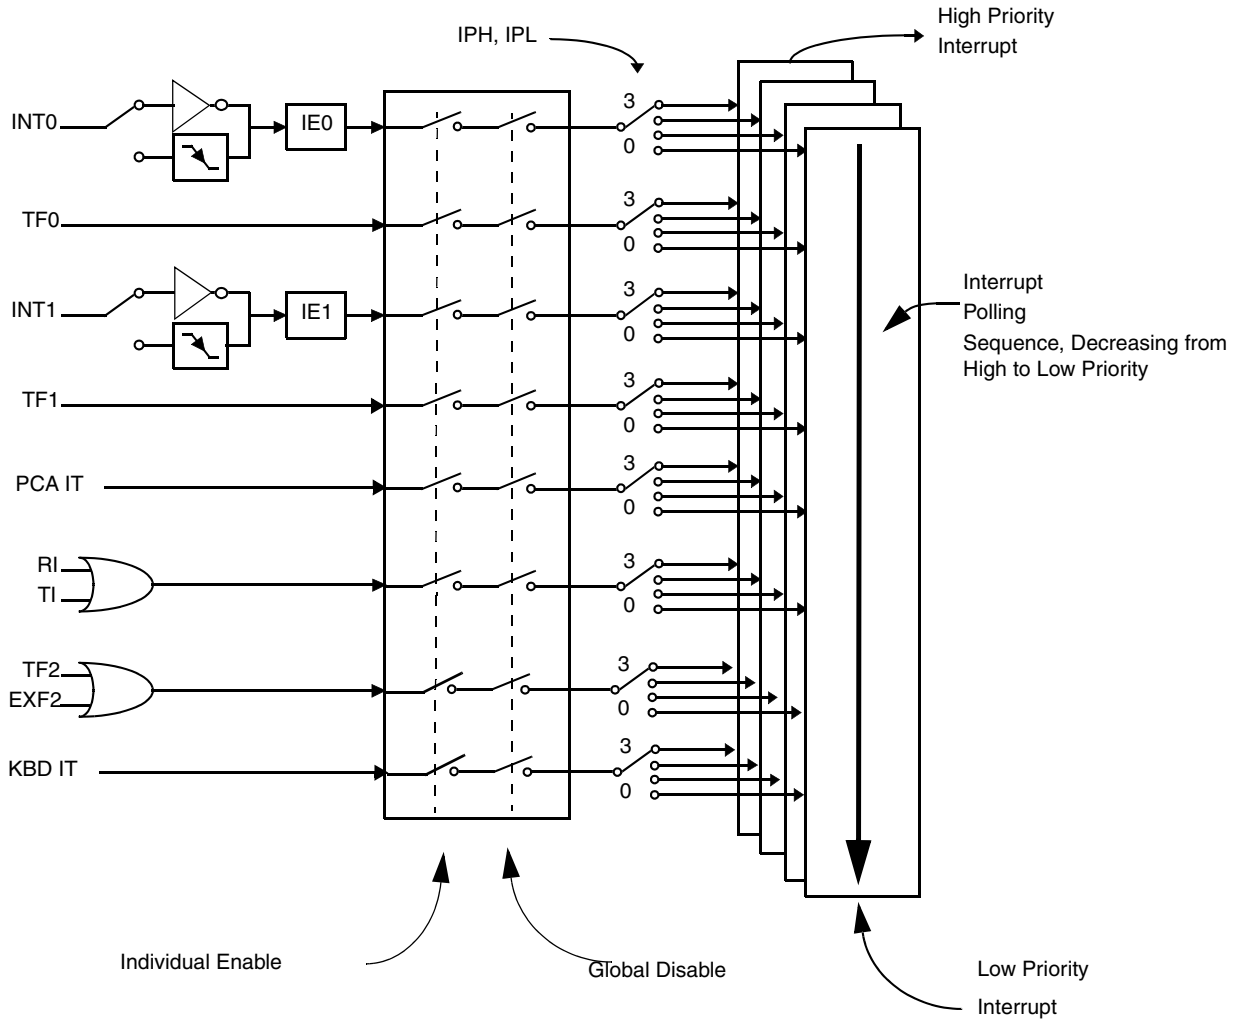 High Priority
Interrupt
IPH, IPL
INT0
IE0
3
0
TF0
3
0
INT1
IE1
3
0
TF1
3
0
PCA IT
3
0
RI
TI
3
0
TF2
EXF2
3
0
KBD IT
3
0
Interrupt
Polling
Sequence, Decreasing from
High to Low Priority
Individual Enable
Global Disable
Low Priority
Interrupt